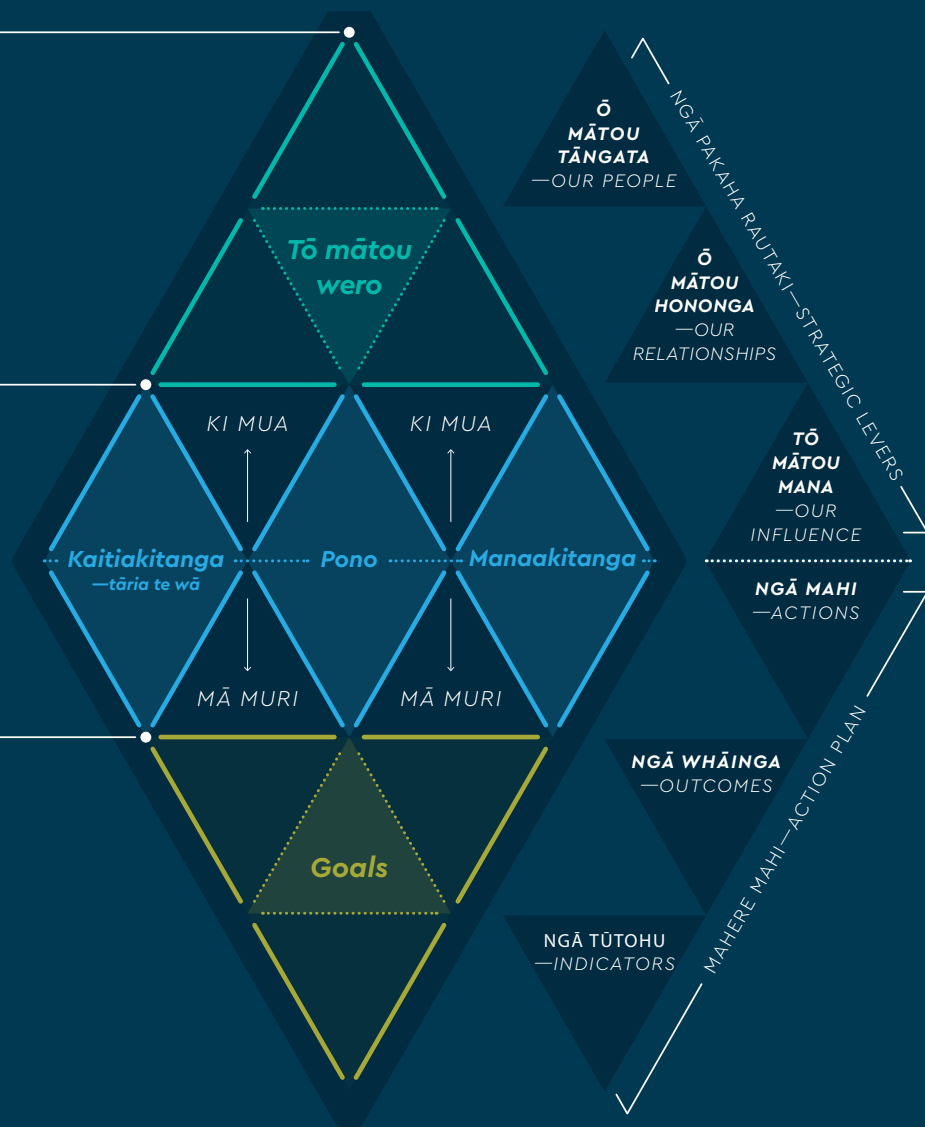 Tō mātou
wero
KI MUA
KI MUA
Kaitiakitanga
—tāria te wā
Pono
Manaakitanga
MĀ MURI
MĀ MURI
Goals
Ō
MĀTOU
TĀNGATA
—OUR PEOPLE
Ō
MĀTOU
HONONGA
—OUR
RELATIONSHIPS
TŌ
MĀTOU
MANA
—OUR
INFLUENCE
NGĀ MAHI
—ACTIONS
NGĀ WHĀINGA
—OUTCOMES
NGĀ TŪTOHU
—INDICATORS
NGĀ PAKAHA RAUTAKI—STRATEGIC LEVERS
MAHERE MAHI—ACTION PLAN